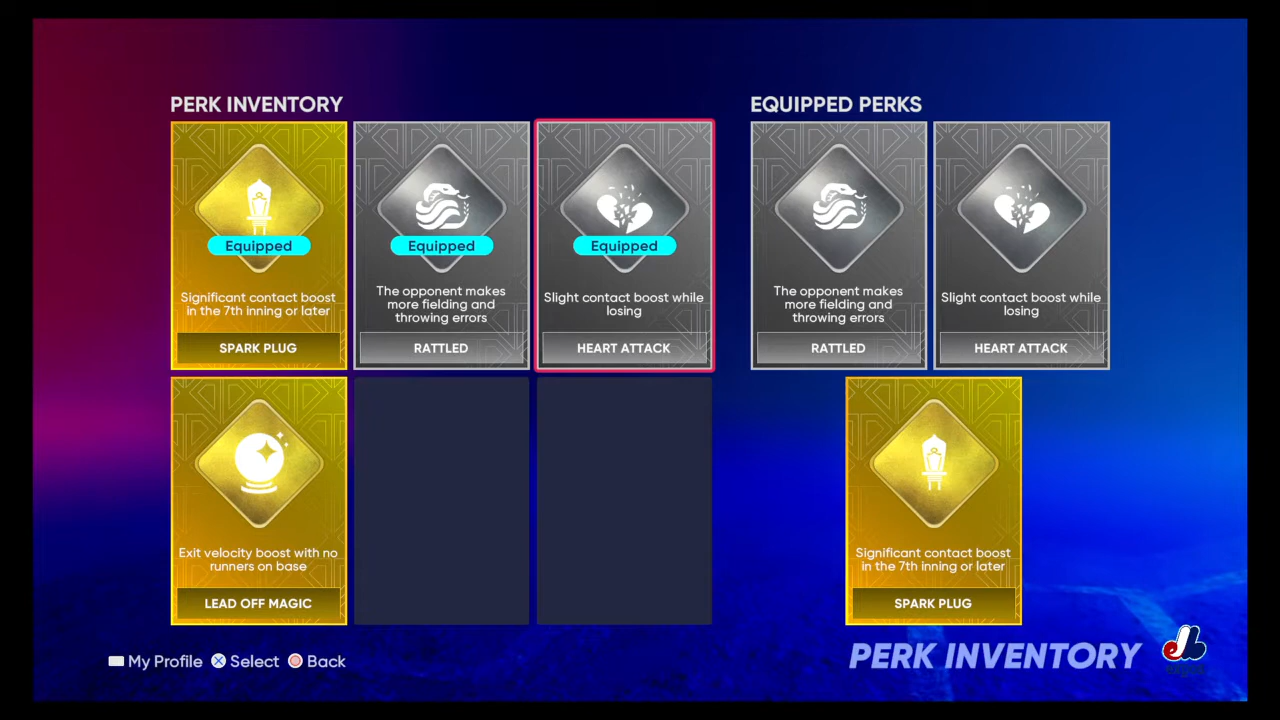 PERK INVENTORY
EQUIPPED PERKS
Equipped
Significant contact boost
in the 7th inning or later
SPARK PLUG
Equipped
The opponent makes
more fielding and
throwing errors
RATTLED
Equipped
Slight contact boost while
losing
HEART ATTACK
The opponent makes
more fielding and
throwing errors
RATTLED
Slight contact boost while
losing
HEART ATTACK
Exit velocity boost with no
runners on base
LEAD OFF MAGIC
Significant contact boost
in the 7th inning or later
SPARK PLUG
My Profile Select Back
PERK INVENTORY